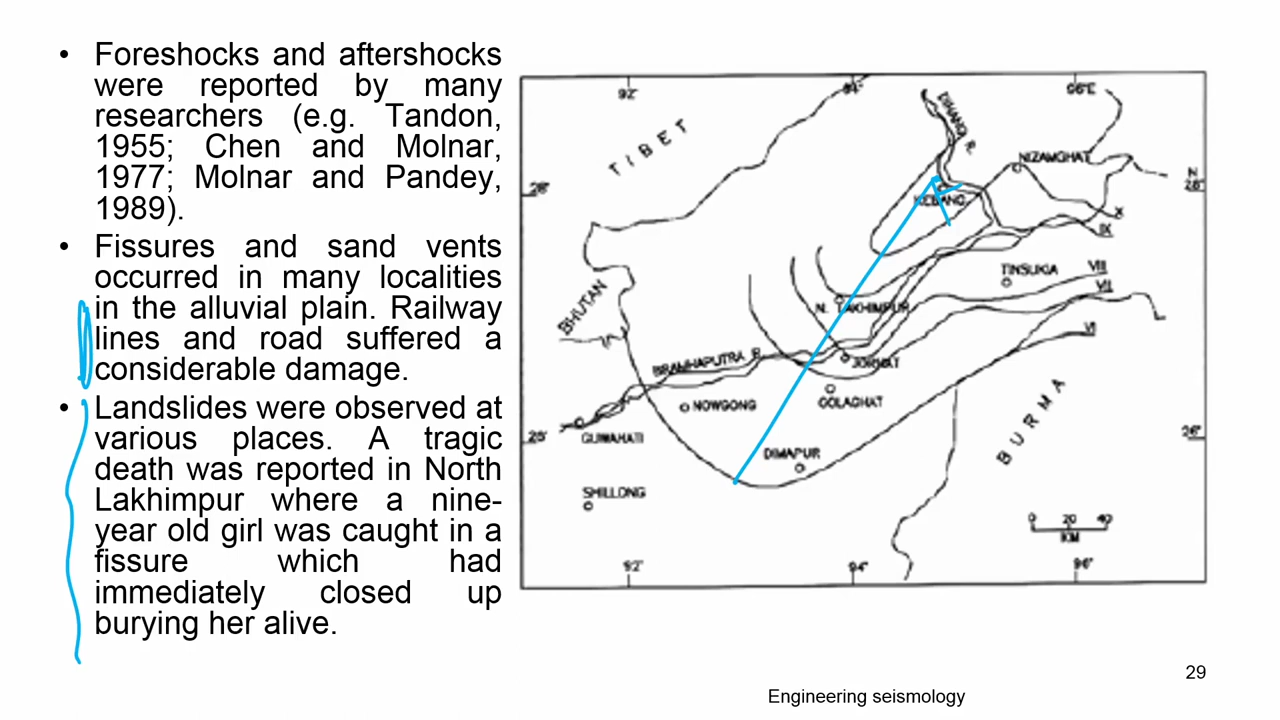 • Foreshocks and aftershocks
were reported by many
researchers (e.g. Tandon,
1955; Chen and Molnar,
1977; Molnar and Pandey,
1989).
• Fissures and sand vents
occurred in many localities
in the alluvial plain. Railway
lines and road suffered a
considerable damage.
• Landslides were observed at
various places. A tragic
death was reported in North
Lakhimpur where a nine-
year old girl was caught in a
fissure which had
immediately closed up
burying her alive.
92°
94°
96°E
TIBET
NIZAMGHAT
N
28°
28°
KEBANG
X
IX
TINSUKIA
VIII
VII
BHUTAN
N. LAKHIMPUR
VI
BRAMHAPUTRA R.
JORHAT
NOWGONG
GOLAGHAT
BURMA
26°
GUWAHATI
DIMAPUR
SHILLONG
0 20 40
KM
92°
94°
96°
29
Engineering seismology